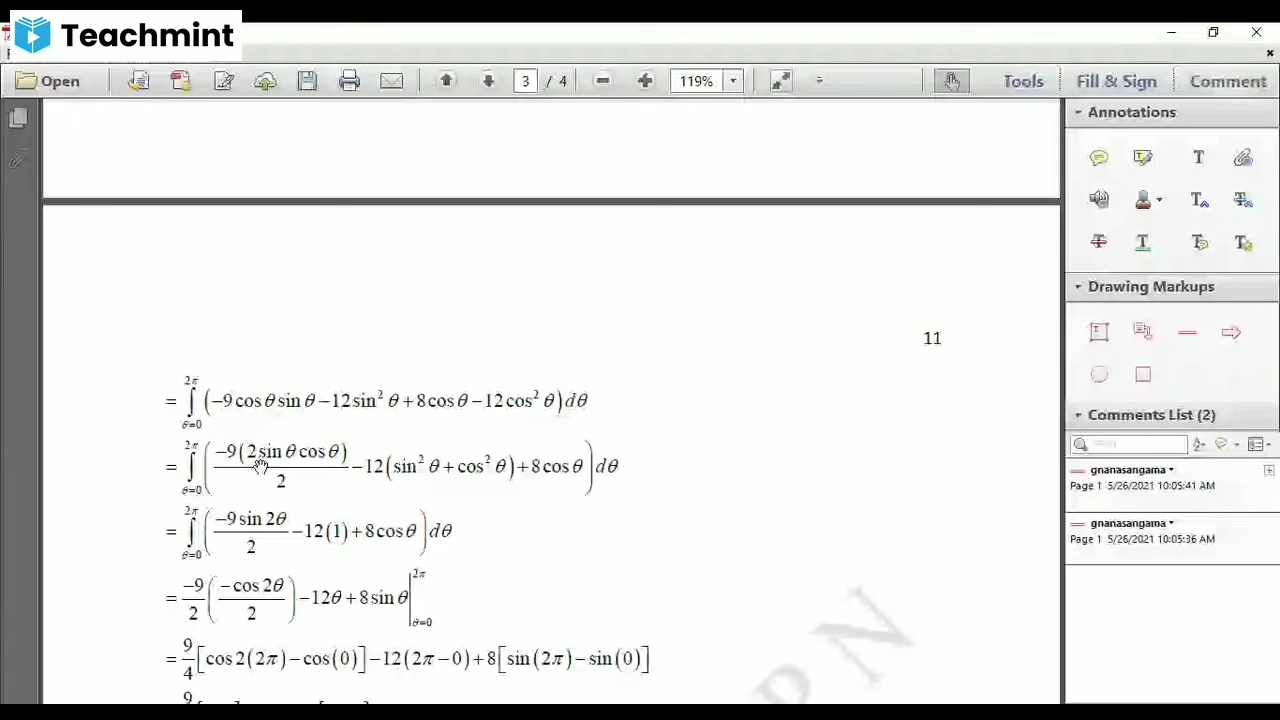 Teachmint
Open
3 / 4
119%
Tools
Fill & Sign
Comment
Annotations
Drawing Markups
Comments List (2)
gnanasangama
Page 1 5/26/2021 10:05:41 AM
gnanasangama
Page 1 5/26/2021 10:05:36 AM
11
= ∫_{θ=0}^{2π} (−9 cos θ sin θ − 12 sin² θ + 8 cos θ − 12 cos² θ) dθ
= ∫_{θ=0}^{2π} (−9(2 sin θ cos θ)/2 − 12(sin² θ + cos² θ) + 8 cos θ) dθ
= ∫_{θ=0}^{2π} (−9 sin 2θ/2 − 12(1) + 8 cos θ) dθ
= −9/2 (−cos 2θ/2) − 12θ + 8 sin θ |_{θ=0}^{2π}
= 9/4 [cos 2(2π) − cos(0)] − 12(2π − 0) + 8[sin(2π) − sin(0)]
9
P N